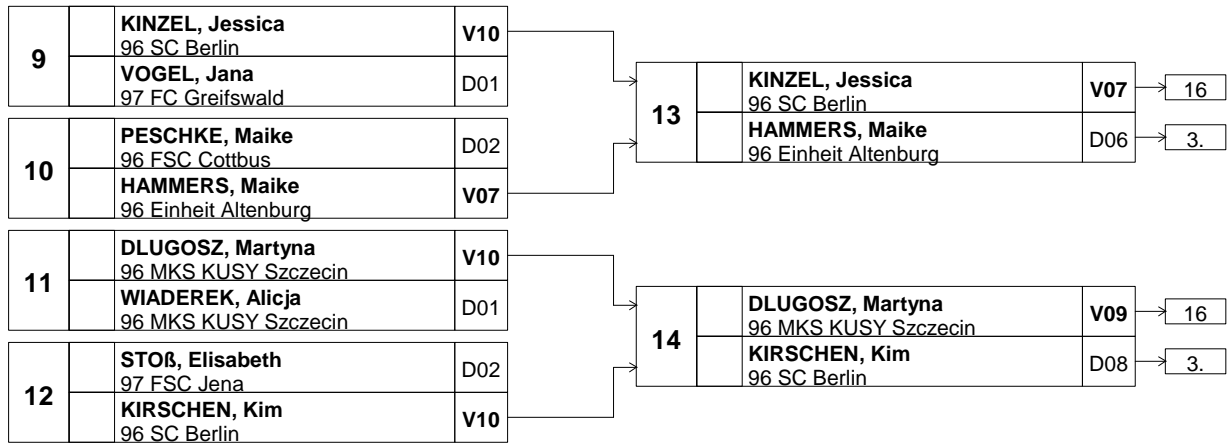 9
KINZEL, Jessica
96 SC Berlin
V10
VOGEL, Jana
97 FC Greifswald
D01
10
PESCHKE, Maike
96 FSC Cottbus
D02
HAMMERS, Maike
96 Einheit Altenburg
V07
11
DLUGOSZ, Martyna
96 MKS KUSY Szczecin
V10
WIADEREK, Alicja
96 MKS KUSY Szczecin
D01
12
STOß, Elisabeth
97 FSC Jena
D02
KIRSCHEN, Kim
96 SC Berlin
V10
13
KINZEL, Jessica
96 SC Berlin
V07
16
HAMMERS, Maike
96 Einheit Altenburg
D06
3.
14
DLUGOSZ, Martyna
96 MKS KUSY Szczecin
V09
16
KIRSCHEN, Kim
96 SC Berlin
D08
3.